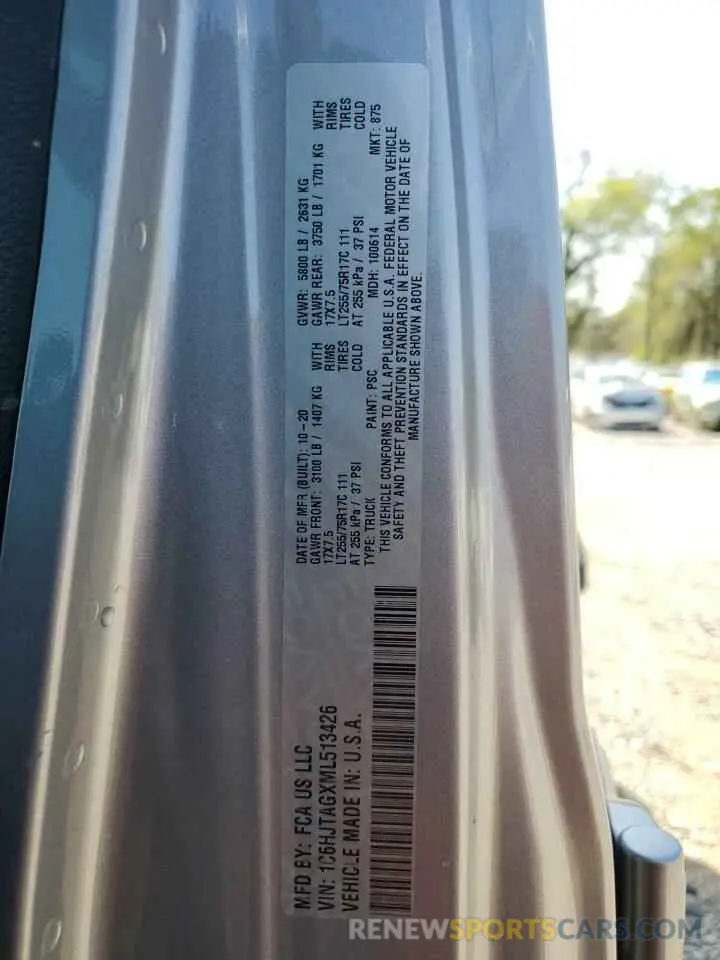 MFD BY: FCA US LLC
VIN: 1C6HJTAGXML513426
VEHICLE MADE IN: U.S.A.
DATE OF MFR (BUILT): 10-20 GVWR: 5800 LB / 2631 KG
GAWR FRONT: 3100 LB / 1407 KG WITH GAWR REAR: 3750 LB / 1701 KG WITH
17X7.5 RIMS 17X7.5 RIMS
LT255/75R17C 111 TIRES LT255/75R17C 111 TIRES
AT 255 kPa / 37 PSI COLD AT 255 kPa / 37 PSI COLD
TYPE: TRUCK PAINT: PSC MDH: 100614 MKT: 875
THIS VEHICLE CONFORMS TO ALL APPLICABLE U.S.A. FEDERAL MOTOR VEHICLE
SAFETY AND THEFT PREVENTION STANDARDS IN EFFECT ON THE DATE OF
MANUFACTURE SHOWN ABOVE.
RENEWSPORTSCARS.COM